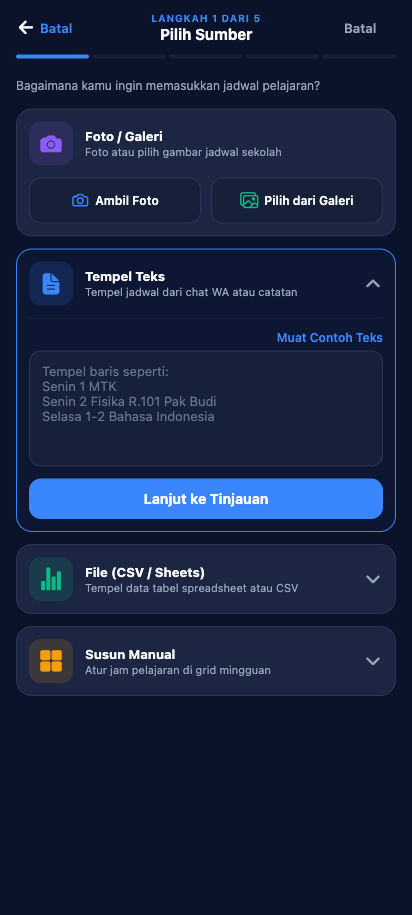 Batal
LANGKAH 1 DARI 5
Pilih Sumber
Batal
Bagaimana kamu ingin memasukkan jadwal pelajaran?
Foto / Galeri
Foto atau pilih gambar jadwal sekolah
Ambil Foto
Pilih dari Galeri
Tempel Teks
Tempel jadwal dari chat WA atau catatan
Muat Contoh Teks
Tempel baris seperti:
Senin 1 MTK
Senin 2 Fisika R.101 Pak Budi
Selasa 1-2 Bahasa Indonesia
Lanjut ke Tinjauan
File (CSV / Sheets)
Tempel data tabel spreadsheet atau CSV
Susun Manual
Atur jam pelajaran di grid mingguan